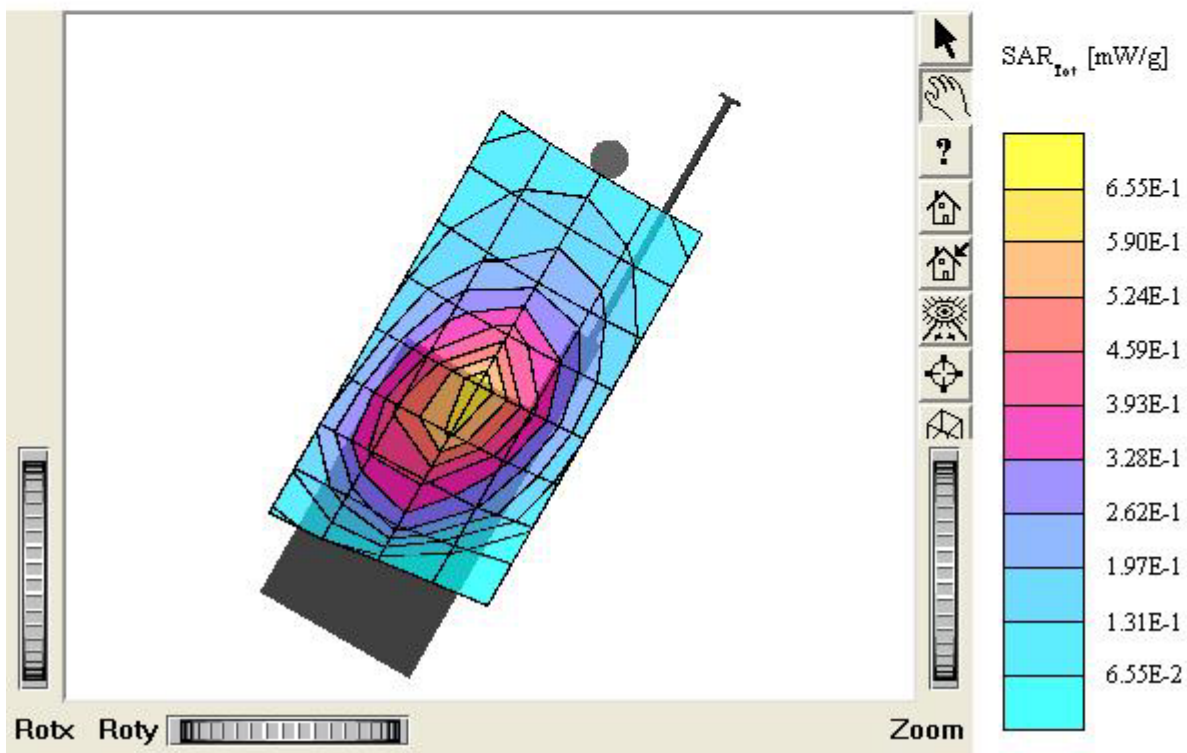 SAR_Tot [mW/g]
?
6.55E-1
5.90E-1
5.24E-1
4.59E-1
3.93E-1
3.28E-1
2.62E-1
1.97E-1
1.31E-1
6.55E-2
Rotx Roty Zoom